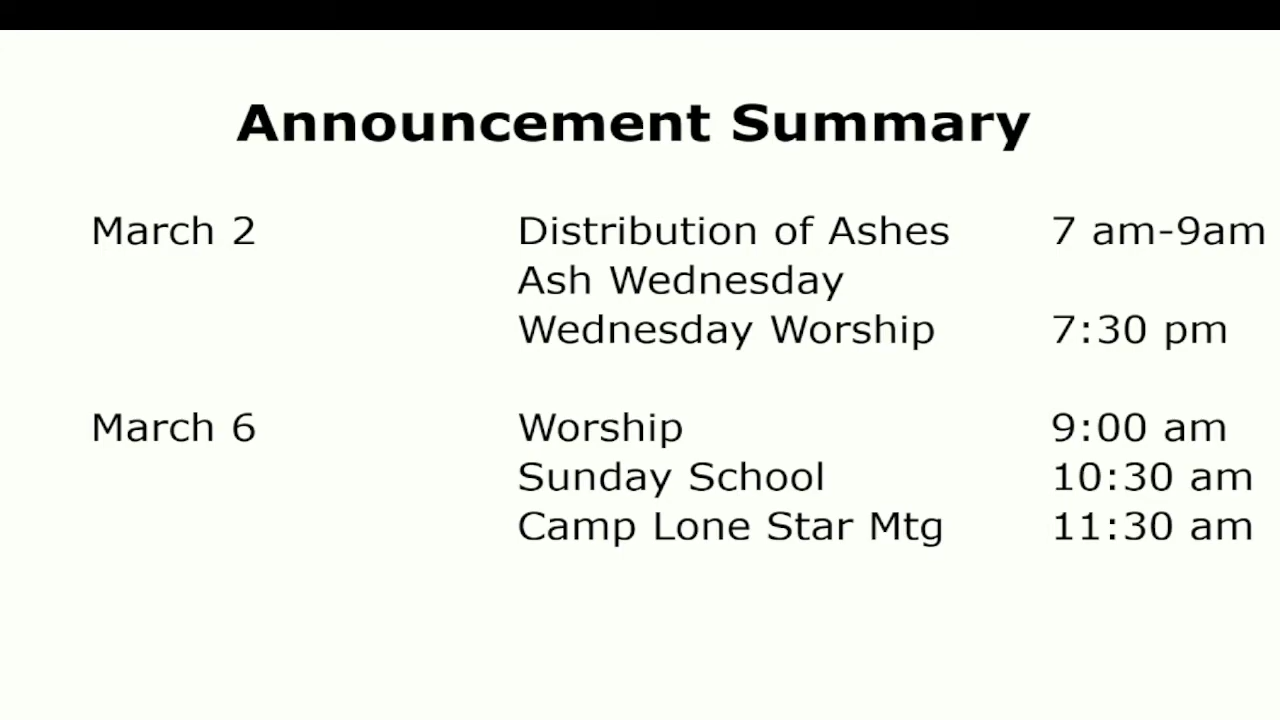 Announcement Summary
March 2 Distribution of Ashes 7 am-9am
Ash Wednesday
Wednesday Worship 7:30 pm
March 6 Worship 9:00 am
Sunday School 10:30 am
Camp Lone Star Mtg 11:30 am